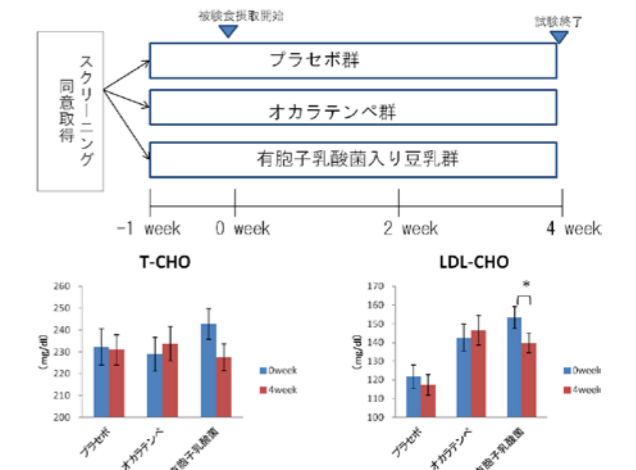 被験食摂取開始
試験終了
スクリーニング
同意取得
プラセボ群
オカラテンペ群
有胞子乳酸菌入り豆乳群
-1 week
0 week
2 week
4 week
T-CHO
260
250
240
230
220
210
200
(mg/dl)
プラセボ
オカラテンペ
有胞子乳酸菌
0week
4week
LDL-CHO
170
160
150
140
130
120
110
100
(mg/dl)
*
プラセボ
オカラテンペ
有胞子乳酸菌
0week
4week